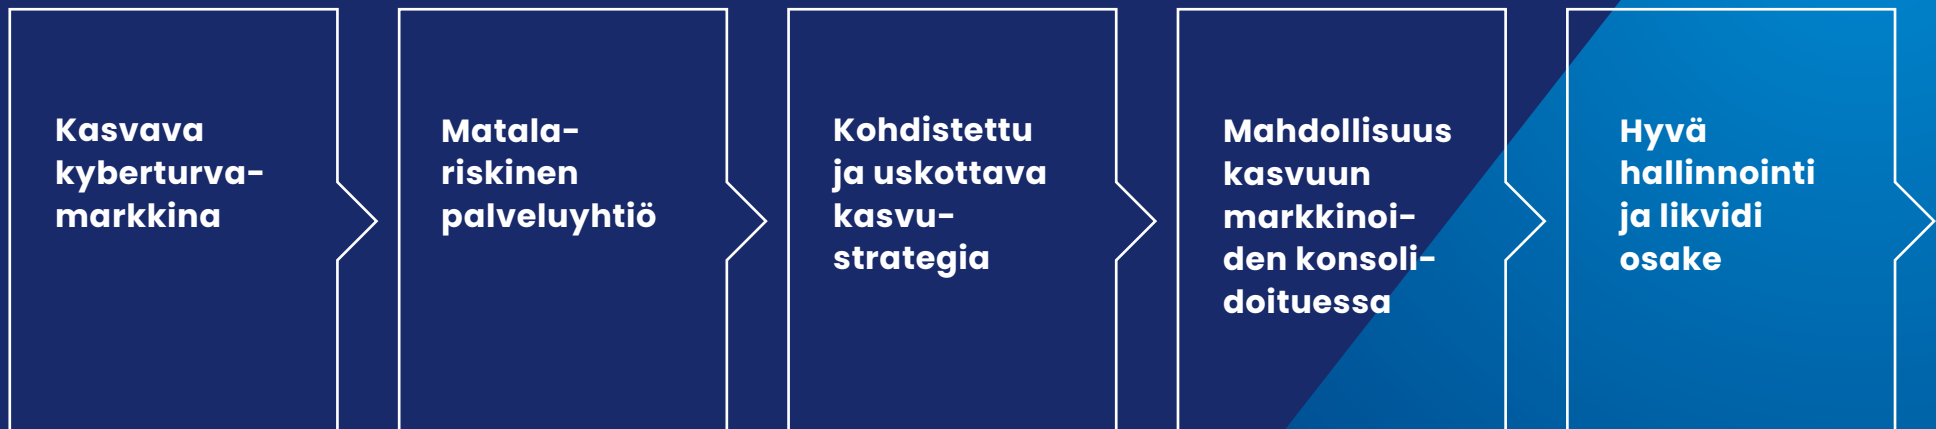 Kasvava
kyberturva-
markkina
Matala-
riskinen
palveluyhtiö
Kohdistettu
ja uskottava
kasvu-
strategia
Mahdollisuus
kasvuun
markkinoi-
den konsoli-
doituessa
Hyvä
hallinnointi
ja likvidi
osake